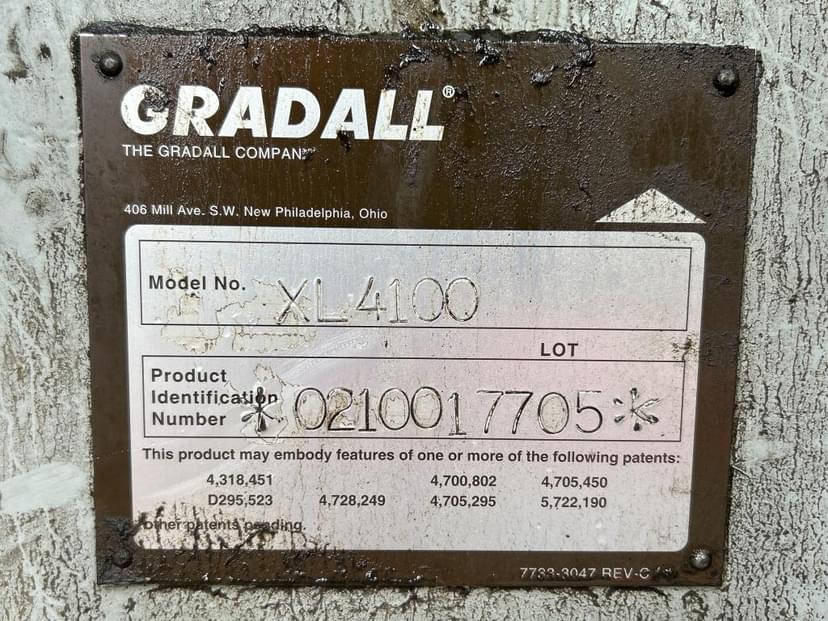 GRADALL®
THE GRADALL COMPANY
406 Mill Ave. S.W. New Philadelphia, Ohio
Model No. XL4100
LOT
Product
Identification
Number *0210017705*
This product may embody features of one or more of the following patents:
4,318,451 4,700,802 4,705,450
D295,523 4,728,249 4,705,295 5,722,190
other patents pending.
7733-3047 REV-C